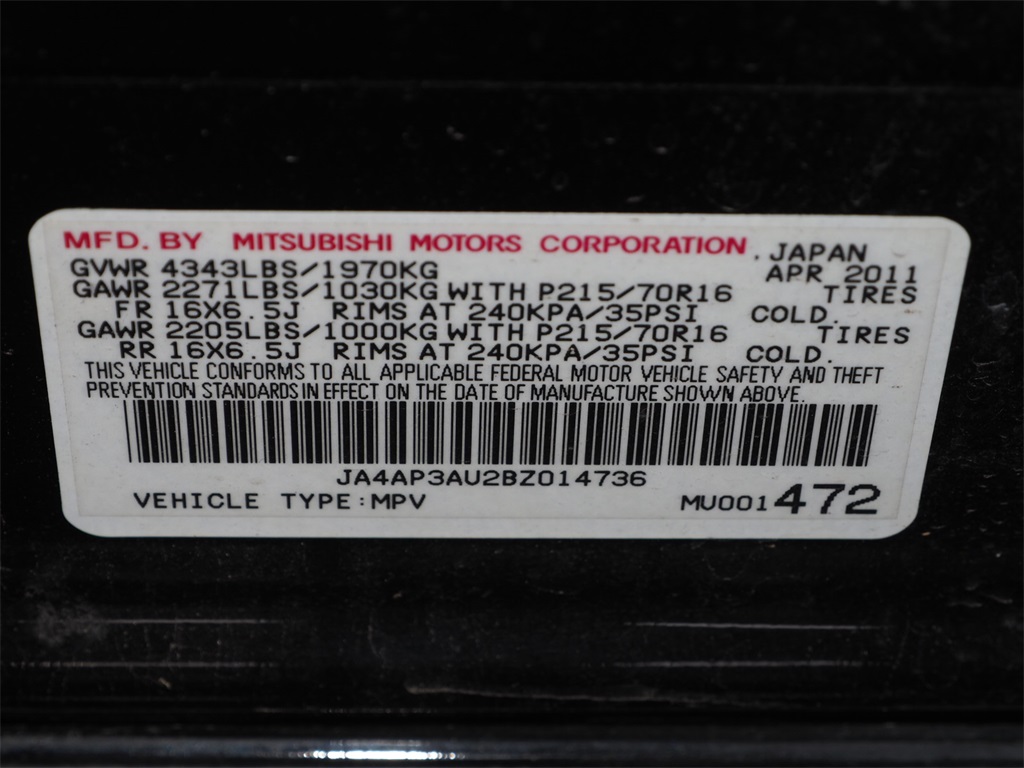 MFD. BY MITSUBISHI MOTORS CORPORATION, JAPAN
GVWR 4343LBS/1970KG APR 2011
GAWR 2271LBS/1030KG WITH P215/70R16 TIRES
FR 16X6.5J RIMS AT 240KPA/35PSI COLD.
GAWR 2205LBS/1000KG WITH P215/70R16 TIRES
RR 16X6.5J RIMS AT 240KPA/35PSI COLD.
THIS VEHICLE CONFORMS TO ALL APPLICABLE FEDERAL MOTOR VEHICLE SAFETY AND THEFT
PREVENTION STANDARDS IN EFFECT ON THE DATE OF MANUFACTURE SHOWN ABOVE.
JA4AP3AU2BZ014736
VEHICLE TYPE:MPV MU001472